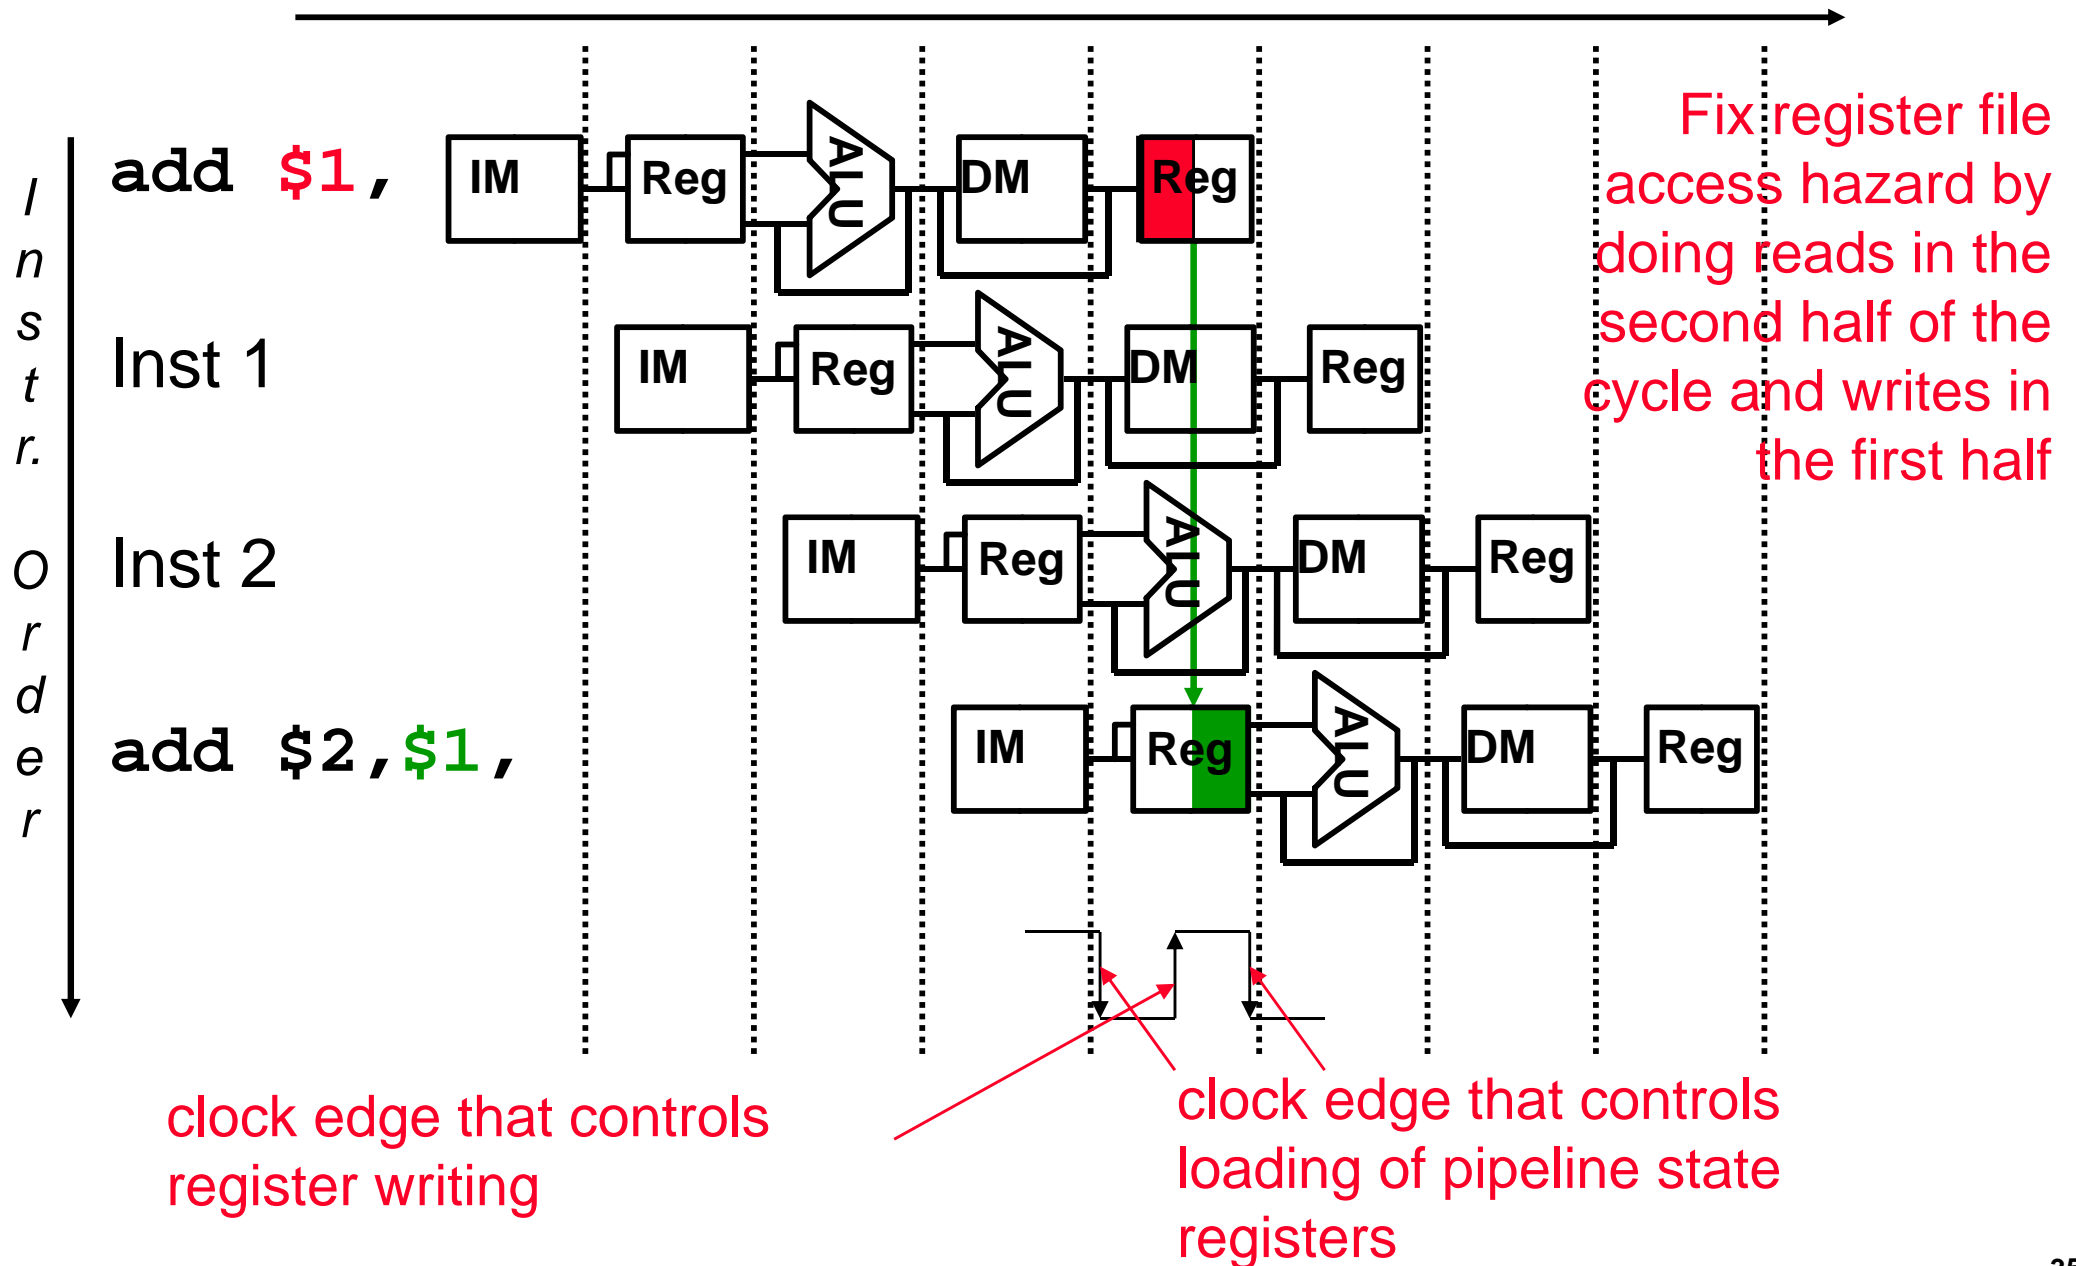 Instr. Order
add $1,
IM
Reg
ALU
DM
Reg
Inst 1
IM
Reg
ALU
DM
Reg
Inst 2
IM
Reg
ALU
DM
Reg
add $2,$1,
IM
Reg
ALU
DM
Reg
Fix register file
access hazard by
doing reads in the
second half of the
cycle and writes in
the first half
clock edge that controls
register writing
clock edge that controls
loading of pipeline state
registers